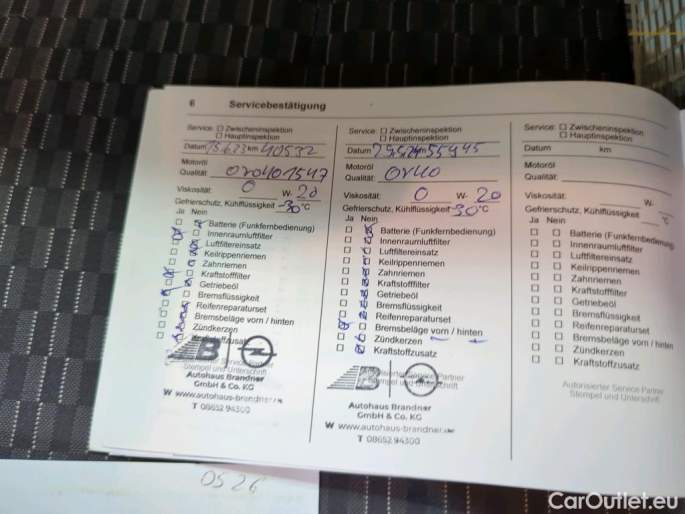 6 Servicebestätigung
Service: ☐ Zwischeninspektion
☐ Hauptinspektion
Datum 15.6.23 km 40532
Motoröl
Qualität: OV0401547
Viskosität: 0 W- 20
Gefrierschutz, Kühlflüssigkeit -30 °C
Ja Nein
Batterie (Funkfernbedienung)
Innenraumluftfilter
Luftfiltereinsatz
Keilrippenriemen
Zahnriemen
Kraftstofffilter
Getriebeöl
Bremsflüssigkeit
Reifenreparaturset
Bremsbeläge vorn / hinten
Zündkerzen
Autohaus Brandner
GmbH & Co. KG
W www.autohaus-brandner.de
T 08652 94300
Service: ☐ Zwischeninspektion
☐ Hauptinspektion
Datum km 55945
Motoröl
Qualität: OV40
Viskosität: 0 W- 20
Gefrierschutz, Kühlflüssigkeit -30 °C
Ja Nein
Batterie (Funkfernbedienung)
Innenraumluftfilter
Luftfiltereinsatz
Keilrippenriemen
Zahnriemen
Kraftstofffilter
Getriebeöl
Bremsflüssigkeit
Reifenreparaturset
Bremsbeläge vorn / hinten
Zündkerzen
Kraftstoffzusatz
Stempel und Unterschrift
Autohaus Brandner
GmbH & Co. KG
W www.autohaus-brandner.de
T 08652 94300
Service: ☐ Zwischeninspektion
☐ Hauptinspektion
Datum km
Motoröl
Qualität:
Viskosität: W-
Gefrierschutz, Kühlflüssigkeit °C
Ja Nein
Batterie (Funkfernbedienung)
Innenraumluftfilter
Luftfiltereinsatz
Keilrippenriemen
Zahnriemen
Kraftstofffilter
Getriebeöl
Bremsflüssigkeit
Reifenreparaturset
Bremsbeläge vorn / hinten
Zündkerzen
Kraftstoffzusatz
Autorisierter Service Partner
Stempel und Unterschrift
0526
CarOutlet.eu